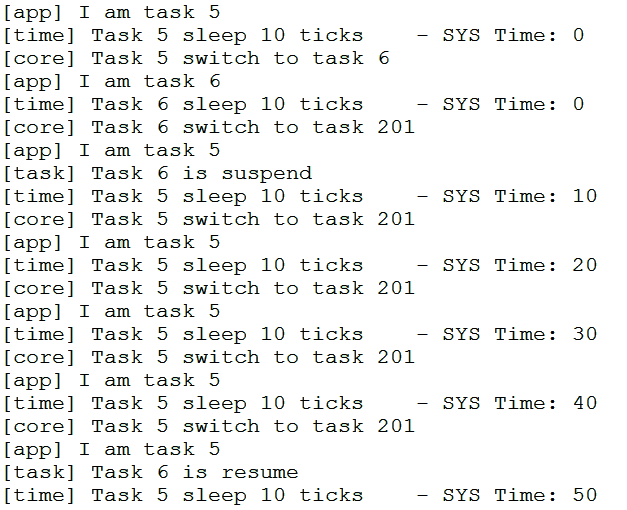 [app] I am task 5
[time] Task 5 sleep 10 ticks    - SYS Time: 0
[core] Task 5 switch to task 6
[app] I am task 6
[time] Task 6 sleep 10 ticks    - SYS Time: 0
[core] Task 6 switch to task 201
[app] I am task 5
[task] Task 6 is suspend
[time] Task 5 sleep 10 ticks    - SYS Time: 10
[core] Task 5 switch to task 201
[app] I am task 5
[time] Task 5 sleep 10 ticks    - SYS Time: 20
[core] Task 5 switch to task 201
[app] I am task 5
[time] Task 5 sleep 10 ticks    - SYS Time: 30
[core] Task 5 switch to task 201
[app] I am task 5
[time] Task 5 sleep 10 ticks    - SYS Time: 40
[core] Task 5 switch to task 201
[app] I am task 5
[task] Task 6 is resume
[time] Task 5 sleep 10 ticks    - SYS Time: 50